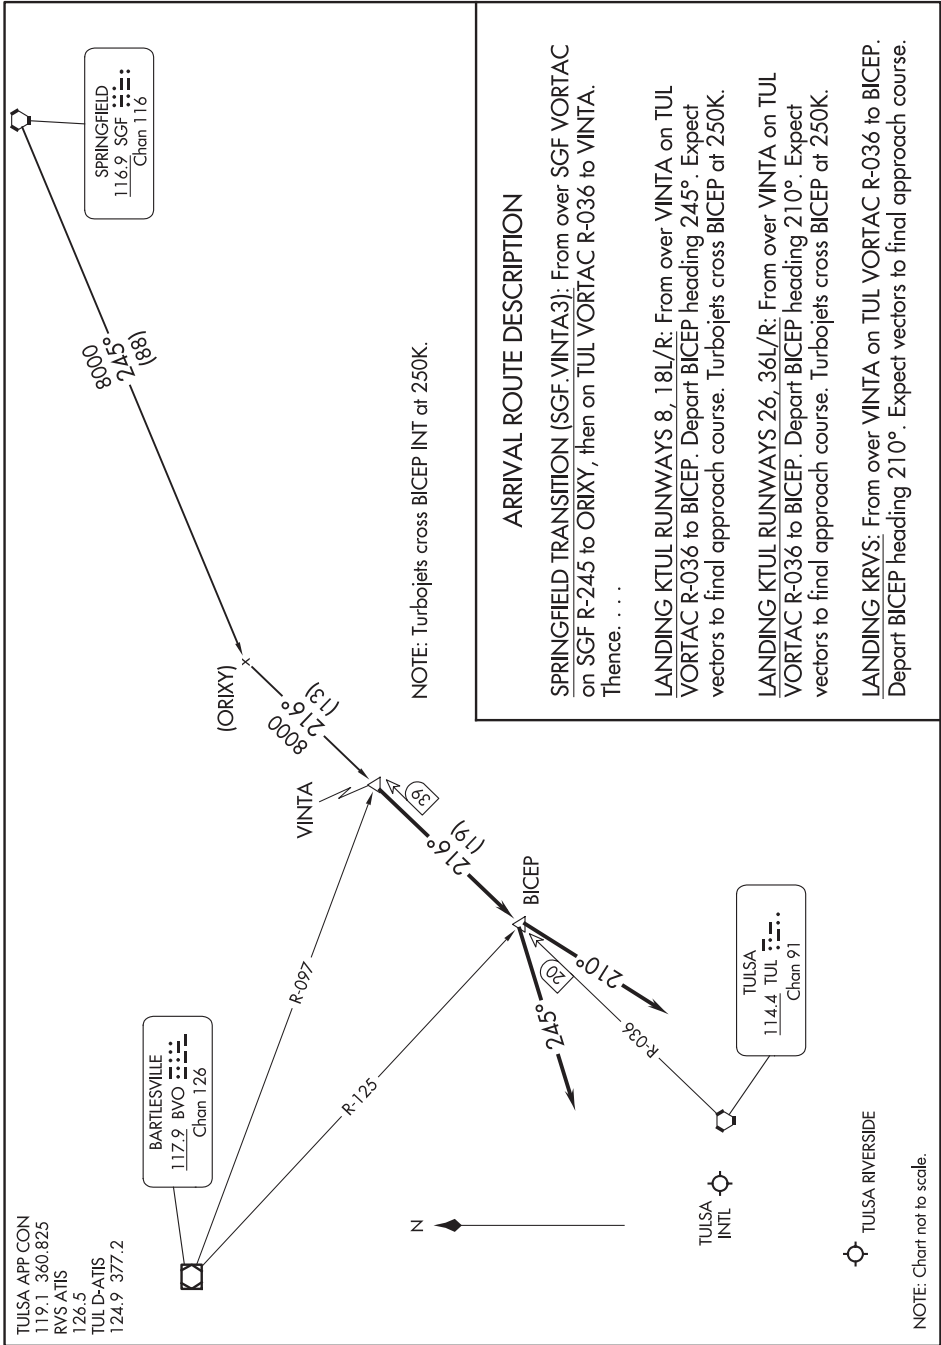 TULSA APP CON
119.1 360.825
RVS ATIS
126.5
TUL D-ATIS
124.9 377.2
SPRINGFIELD
116.9 SGF
Chan 116
8000
245°
(88)
(ORIXY)
8000
216°
(13)
VINTA
39
216°
(19)
BICEP
20
245°
210°
R-097
R-125
R-036
BARTLESVILLE
117.9 BVO
Chan 126
N
TULSA
114.4 TUL
Chan 91
TULSA
INTL
TULSA RIVERSIDE
NOTE: Turbojets cross BICEP INT at 250K.
ARRIVAL ROUTE DESCRIPTION
SPRINGFIELD TRANSITION (SGF.VINTA3): From over SGF VORTAC
on SGF R-245 to ORIXY, then on TUL VORTAC R-036 to VINTA.
Thence. . . .
LANDING KTUL RUNWAYS 8, 18L/R: From over VINTA on TUL
VORTAC R-036 to BICEP. Depart BICEP heading 245°. Expect
vectors to final approach course. Turbojets cross BICEP at 250K.
LANDING KTUL RUNWAYS 26, 36L/R: From over VINTA on TUL
VORTAC R-036 to BICEP. Depart BICEP heading 210°. Expect
vectors to final approach course. Turbojets cross BICEP at 250K.
LANDING KRVS: From over VINTA on TUL VORTAC R-036 to BICEP.
Depart BICEP heading 210°. Expect vectors to final approach course.
NOTE: Chart not to scale.